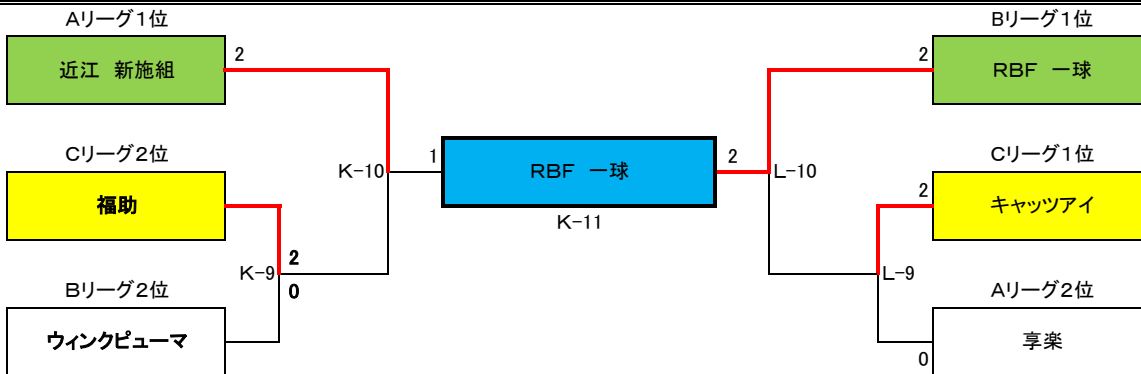 Aリーグ1位
近江 新施組
2
Cリーグ2位
福助
K-9
2
0
Bリーグ2位
ウィンクピューマ
K-10
1
RBF 一球
2
K-11
L-10
Bリーグ1位
2
RBF 一球
Cリーグ1位
2
キャッツアイ
L-9
Aリーグ2位
0
享楽